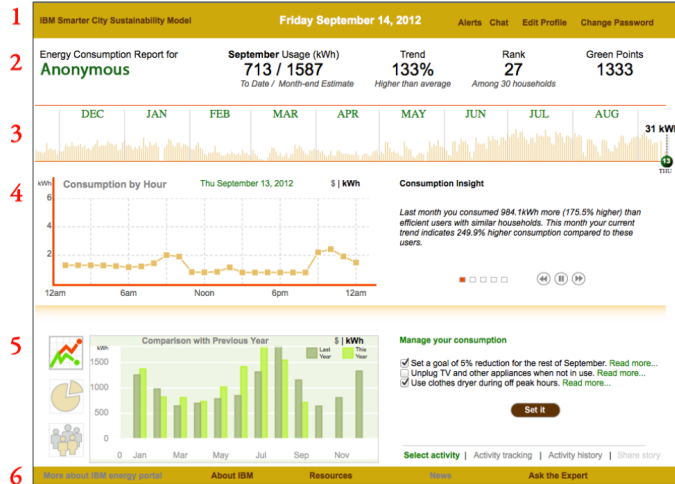 1 IBM Smarter City Sustainability Model Friday September 14, 2012 Alerts Chat Edit Profile Change Password
2 Energy Consumption Report for September Usage (kWh) Trend Rank Green Points
Anonymous 713 / 1587 133% 27 1333
To Date / Month-end Estimate Higher than average Among 30 households
3 DEC JAN FEB MAR APR MAY JUN JUL AUG
31 kWh
13
THU
4 kWh Consumption by Hour Thu September 13, 2012 $ | kWh
6
4
2
12am 6am Noon 6pm 12am
Consumption Insight
Last month you consumed 984.1kWh more (175.5% higher) than
efficient users with similar households. This month your current
trend indicates 249.9% higher consumption compared to these
users.
5 Comparison with Previous Year $ | kWh
kWh
Last Year This Year
1500
1000
500
0 Jan Mar May Jul Sep Nov
Manage your consumption
Set a goal of 5% reduction for the rest of September. Read more...
Unplug TV and other appliances when not in use. Read more...
Use clothes dryer during off peak hours. Read more...
Set it
Select activity | Activity tracking | Activity history | Share story
6 More about IBM energy portal About IBM Resources News Ask the Expert